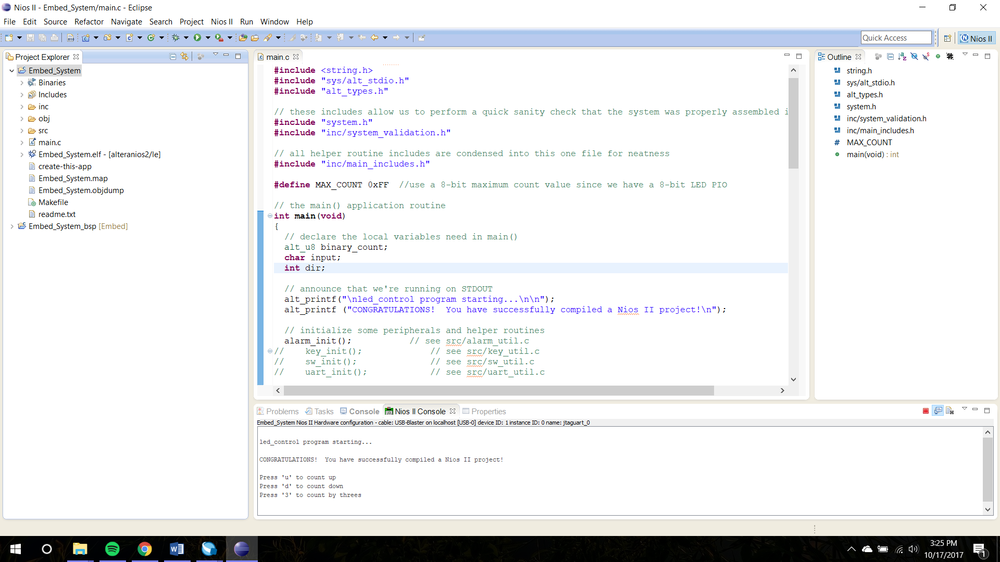 Nios II - Embed_System/main.c - Eclipse
File Edit Source Refactor Navigate Search Project Nios II Run Window Help
Quick Access
Nios II
Project Explorer
Embed_System
Binaries
Includes
inc
obj
src
main.c
Embed_System.elf - [alteranios2/le]
create-this-app
Embed_System.map
Embed_System.objdump
Makefile
readme.txt
Embed_System_bsp [Embed]
main.c
#include <string.h>
#include "sys/alt_stdio.h"
#include "alt_types.h"
// these includes allow us to perform a quick sanity check that the system was properly assembled i
#include "system.h"
#include "inc/system_validation.h"
// all helper routine includes are condensed into this one file for neatness
#include "inc/main_includes.h"
#define MAX_COUNT 0xFF  //use a 8-bit maximum count value since we have a 8-bit LED PIO
// the main() application routine
int main(void)
{
// declare the local variables need in main()
alt_u8 binary_count;
char input;
int dir;
// announce that we're running on STDOUT
alt_printf("\nled_control program starting...\n\n");
alt_printf ("CONGRATULATIONS!  You have successfully compiled a Nios II project!\n");
// initialize some peripherals and helper routines
alarm_init();           // see src/alarm_util.c
//    key_init();             // see src/key_util.c
//    sw_init();              // see src/sw_util.c
//    uart_init();            // see src/uart_util.c
Outline
string.h
sys/alt_stdio.h
alt_types.h
system.h
inc/system_validation.h
inc/main_includes.h
# MAX_COUNT
main(void) : int
Problems Tasks Console Nios II Console Properties
Embed_System Nios II Hardware configuration - cable: USB-Blaster on localhost [USB-0] device ID: 1 instance ID: 0 name: jtaguart_0
led_control program starting...
CONGRATULATIONS!  You have successfully compiled a Nios II project!
Press 'u' to count up
Press 'd' to count down
Press '3' to count by threes
3:25 PM
10/17/2017
1